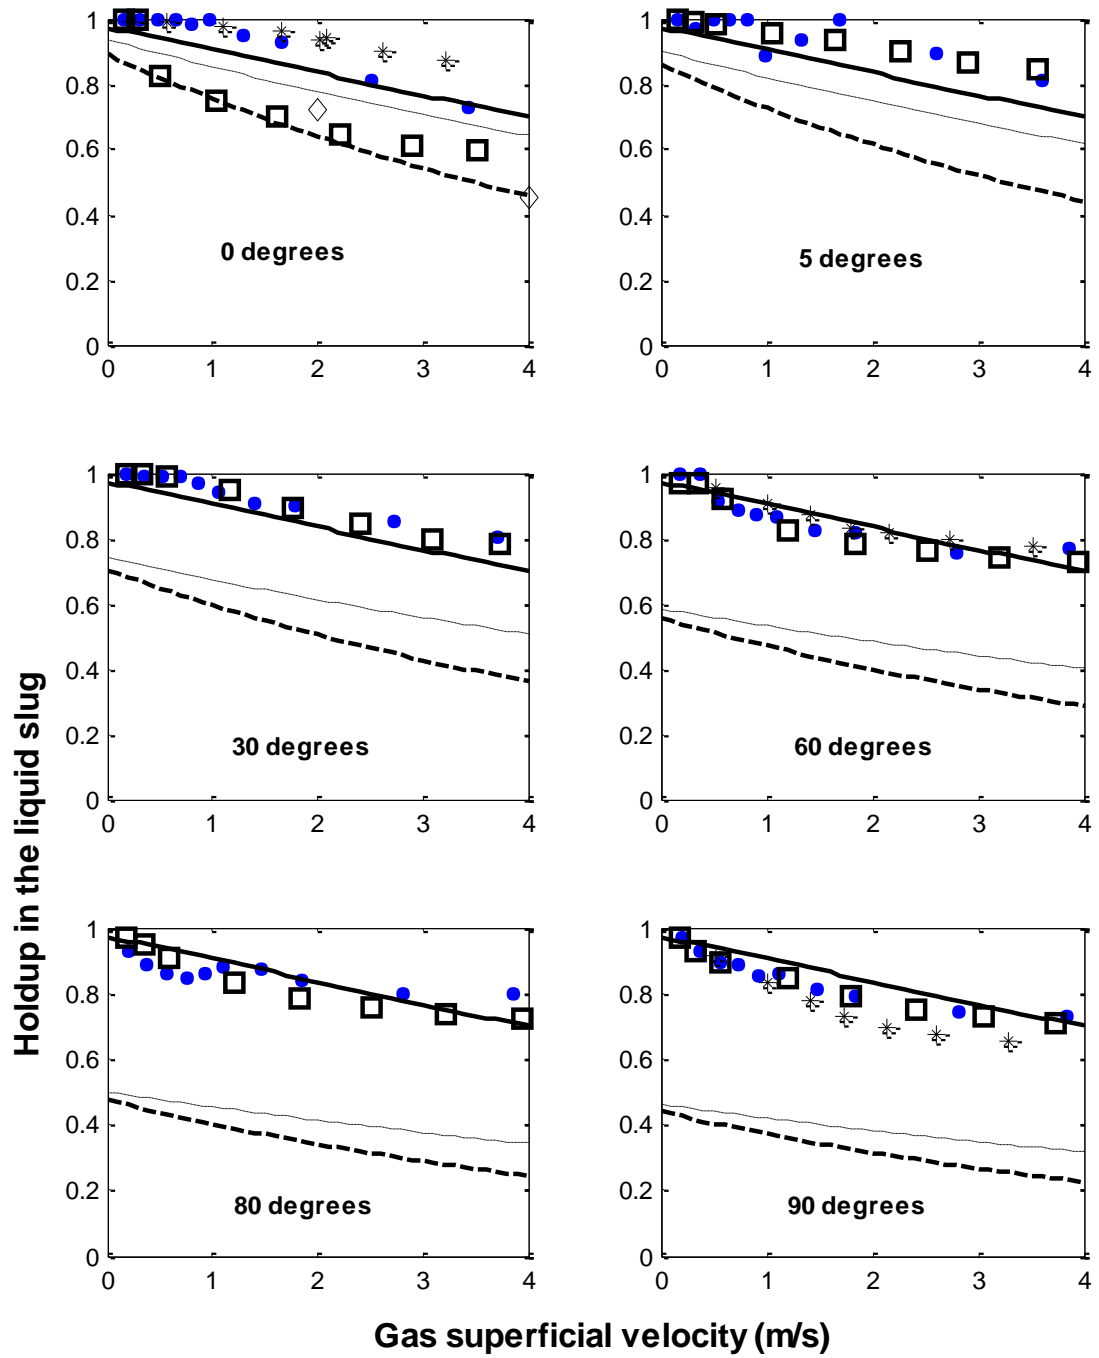 1
0.8
0.6
0.4
0.2
0
0 1 2 3 4
0 degrees
1
0.8
0.6
0.4
0.2
0
0 1 2 3 4
5 degrees
1
0.8
0.6
0.4
0.2
0
0 1 2 3 4
30 degrees
1
0.8
0.6
0.4
0.2
0
0 1 2 3 4
60 degrees
1
0.8
0.6
0.4
0.2
0
0 1 2 3 4
80 degrees
1
0.8
0.6
0.4
0.2
0
0 1 2 3 4
90 degrees
Holdup in the liquid slug
Gas superficial velocity (m/s)